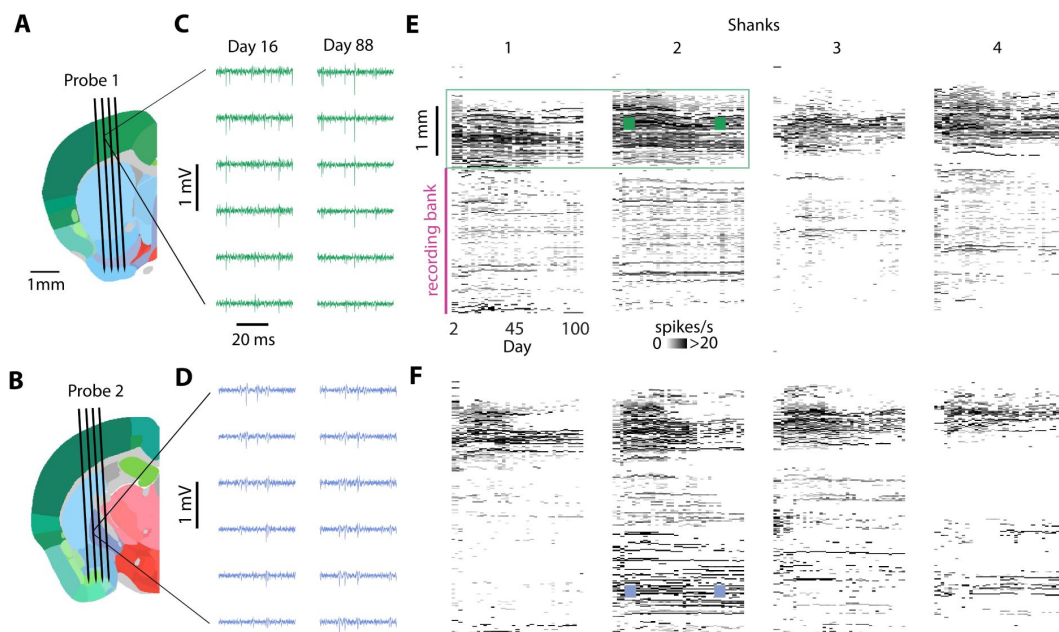 A
Probe 1
1mm
C
Day 16
Day 88
1 mV
20 ms
E
Shanks
1
2
3
4
1 mm
recording bank
2
45
100
Day
spikes/s
0
>20
B
Probe 2
D
1 mV
F